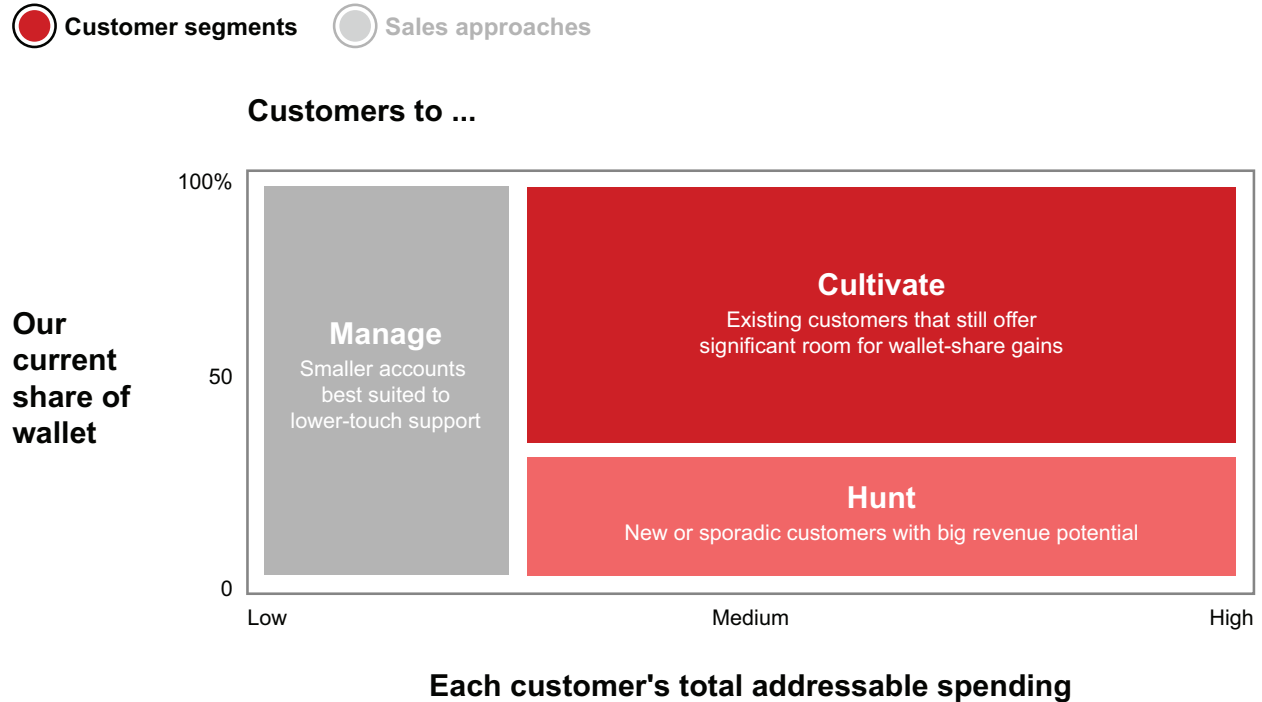 Customer segments
Sales approaches
Customers to ...
100%
50
0
Our
current
share of
wallet
Manage
Smaller accounts
best suited to
lower-touch support
Cultivate
Existing customers that still offer
significant room for wallet-share gains
Hunt
New or sporadic customers with big revenue potential
Low
Medium
High
Each customer's total addressable spending